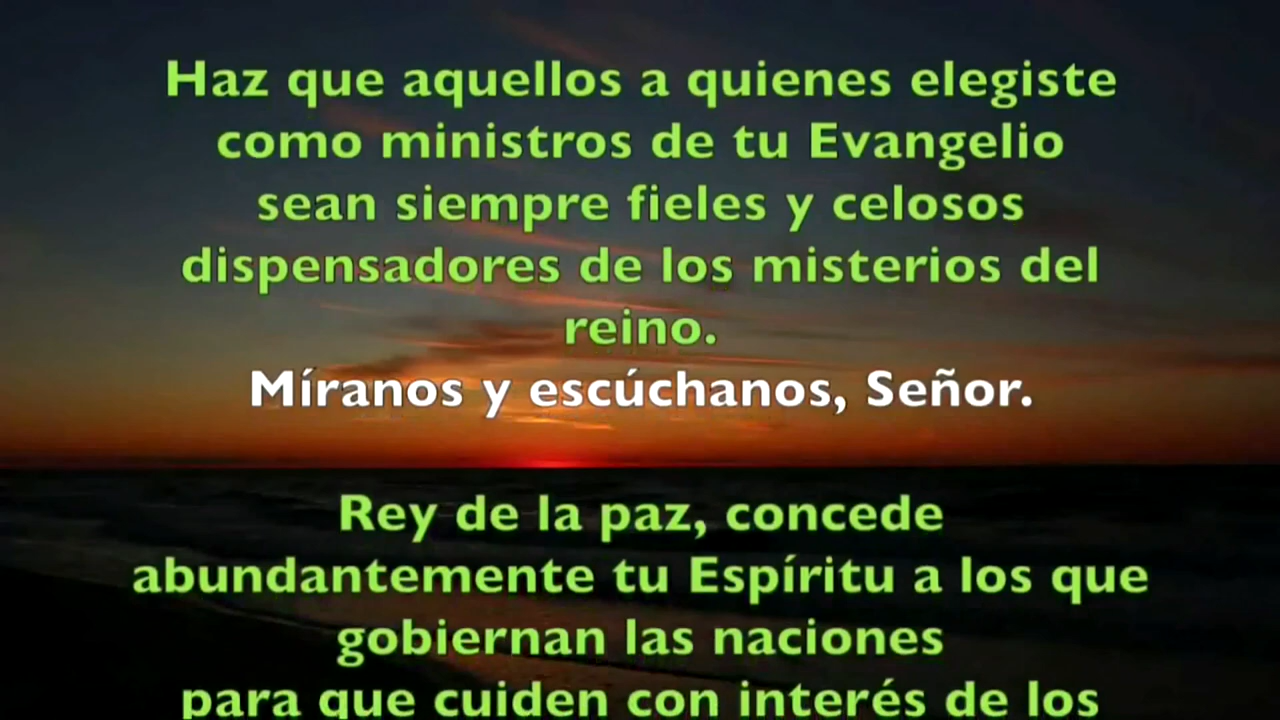 Haz que aquellos a quienes elegiste
como ministros de tu Evangelio
sean siempre fieles y celosos
dispensadores de los misterios del
reino.
Míranos y escúchanos, Señor.
Rey de la paz, concede
abundantemente tu Espíritu a los que
gobiernan las naciones
para que cuiden con interés de los